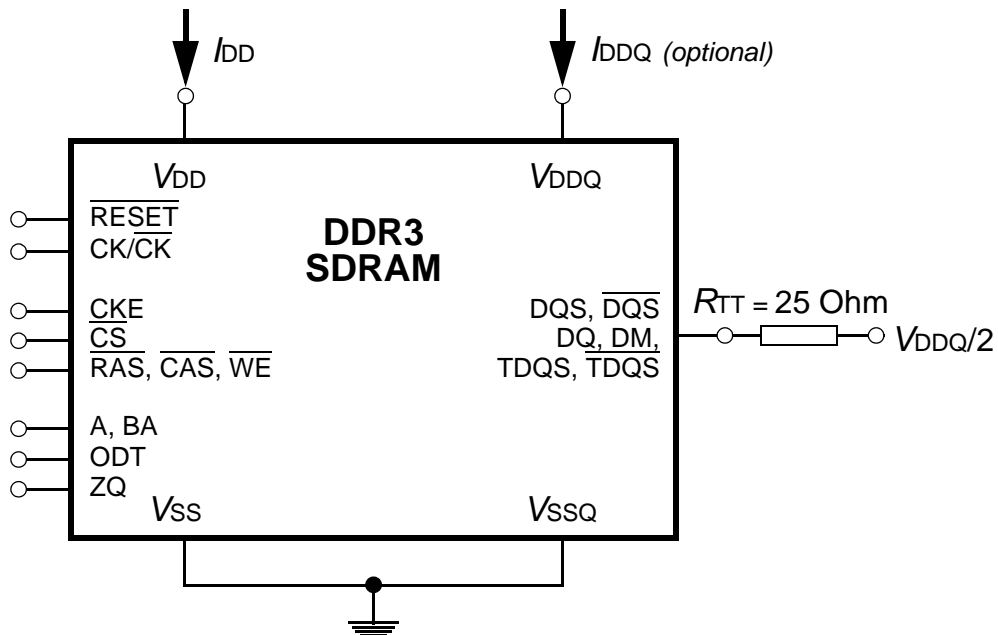 IDD
IDDQ (optional)
VDD
VDDQ
RESET
CK/CK
DDR3
SDRAM
CKE
CS
RAS, CAS, WE
DQS, DQS
DQ, DM,
TDQS, TDQS
RTT = 25 Ohm
VDDQ/2
A, BA
ODT
ZQ
VSS
VSSQ